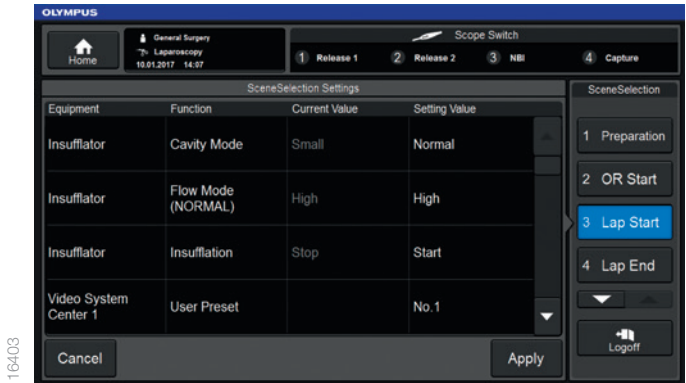 OLYMPUS
Home
General Surgery
Laparoscopy
10.01.2017 14:07
Scope Switch
1 Release 1 2 Release 2 3 NBI 4 Capture
SceneSelection Settings
Equipment Function Current Value Setting Value
Insufflator Cavity Mode Small Normal
Insufflator Flow Mode (NORMAL) High High
Insufflator Insufflation Stop Start
Video System Center 1 User Preset No.1
Cancel Apply
SceneSelection
1 Preparation
2 OR Start
3 Lap Start
4 Lap End
Logoff
16403